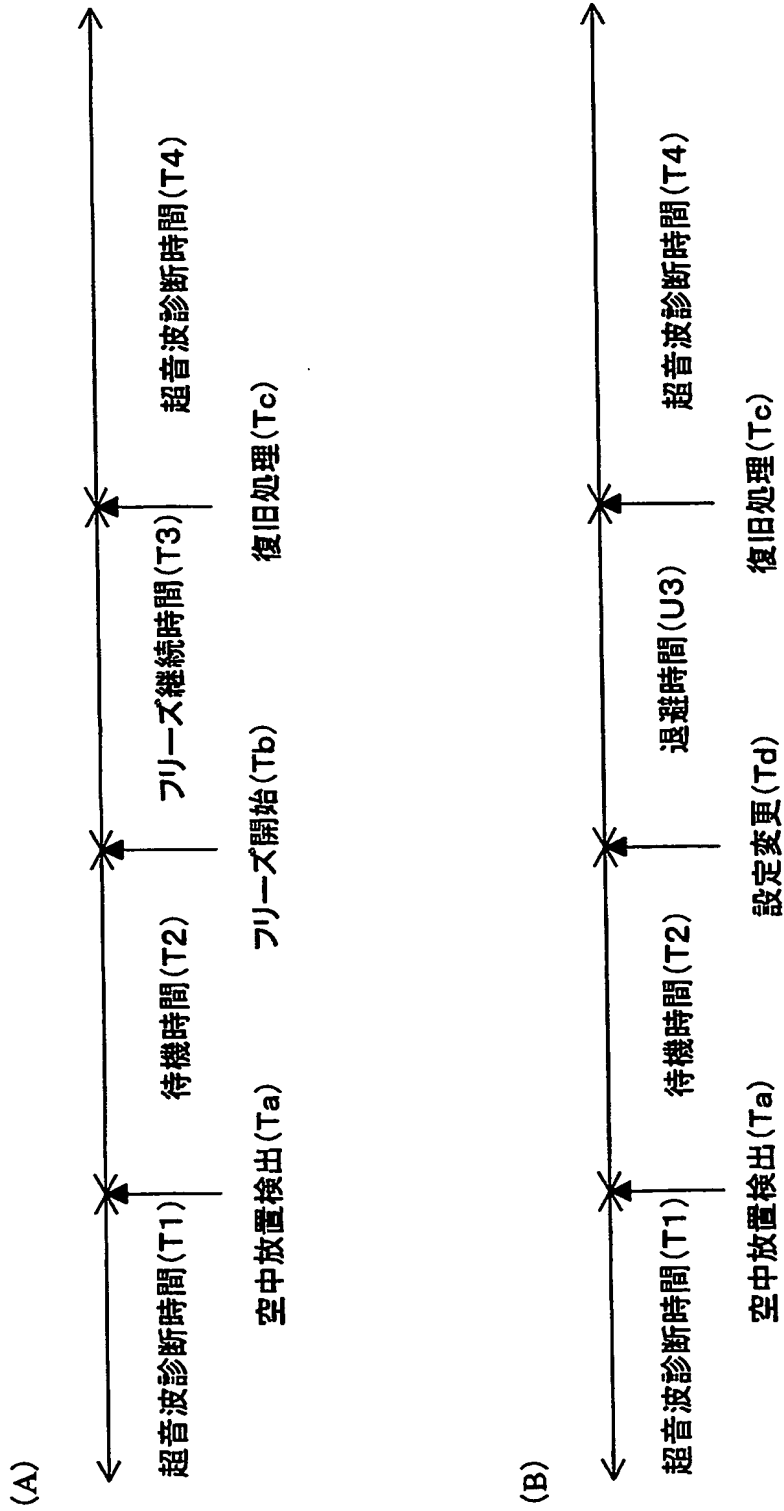 (A)
超音波診断時間(T1)
待機時間(T2)
フリーズ継続時間(T3)
超音波診断時間(T4)
空中放置検出(Ta)
フリーズ開始(Tb)
復旧処理(Tc)
(B)
超音波診断時間(T1)
待機時間(T2)
退避時間(U3)
超音波診断時間(T4)
空中放置検出(Ta)
設定変更(Td)
復旧処理(Tc)